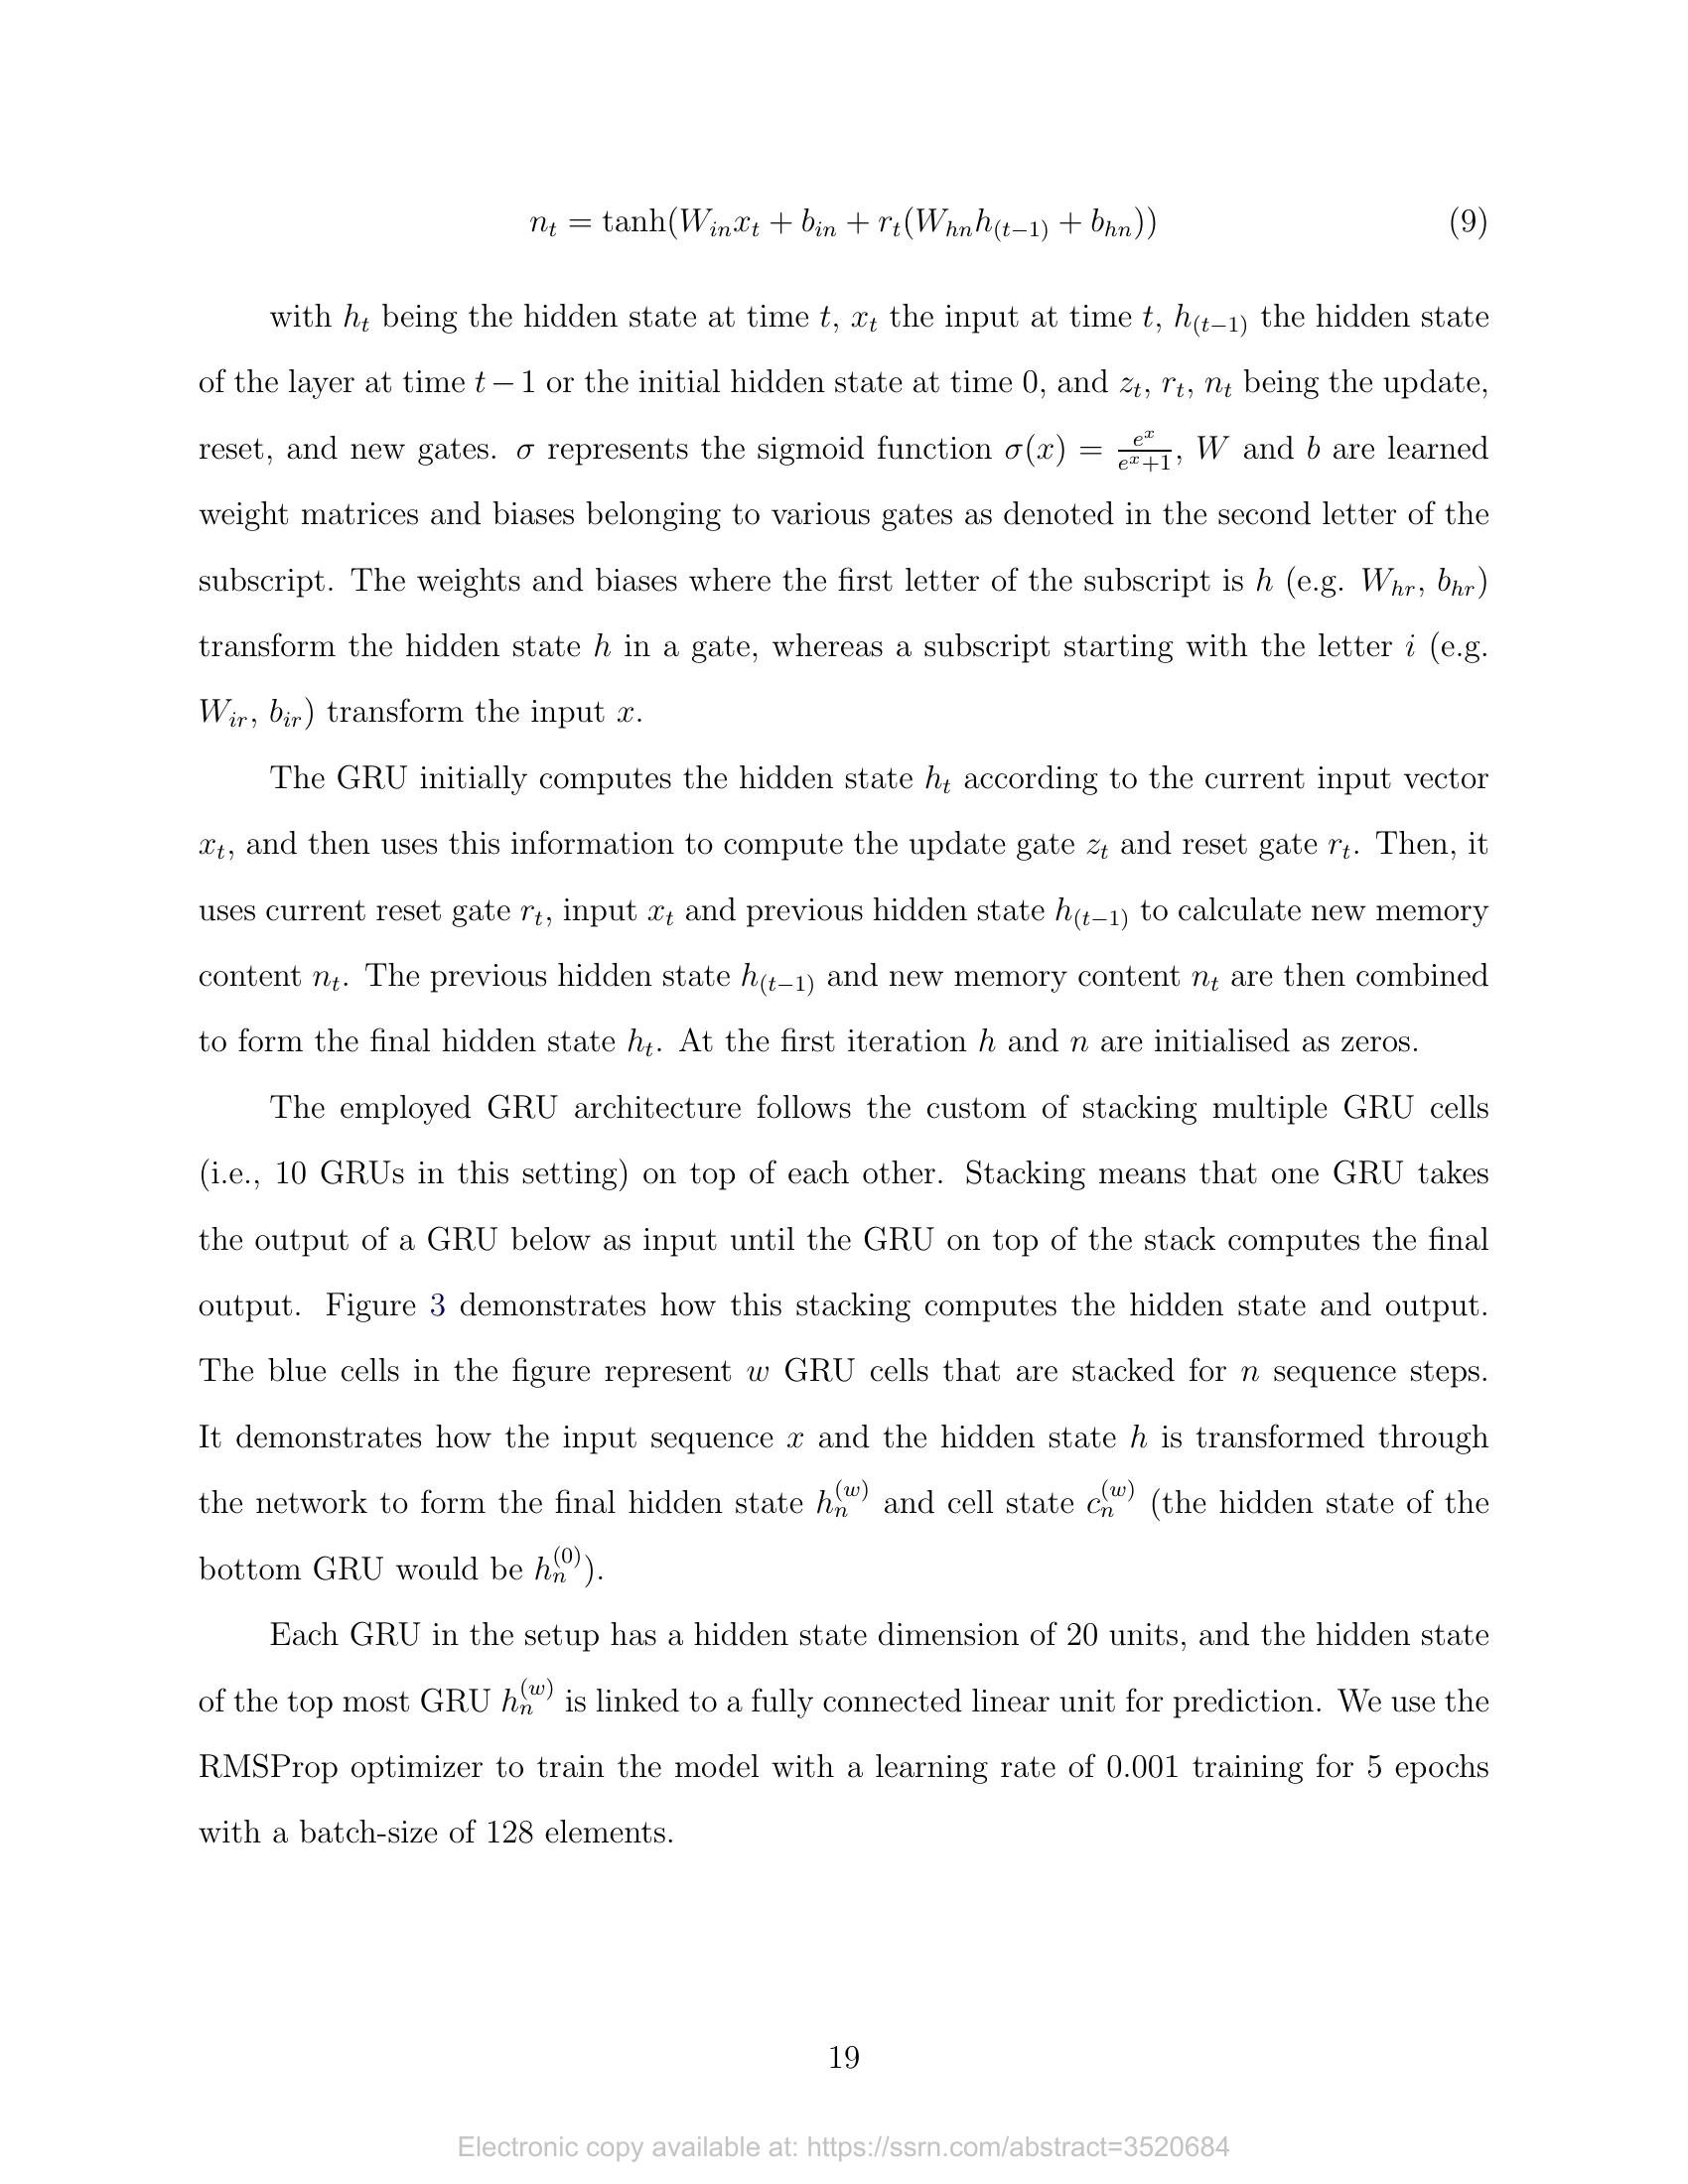 n_t = tanh(W_{in}x_t + b_{in} + r_t(W_{hn}h_{(t−1)} + b_{hn})) (9)
with h_t being the hidden state at time t, x_t the input at time t, h_{(t−1)} the hidden state
of the layer at time t − 1 or the initial hidden state at time 0, and z_t, r_t, n_t being the update,
reset, and new gates. σ represents the sigmoid function σ(x) = \frac{e^x}{e^x+1}, W and b are learned
weight matrices and biases belonging to various gates as denoted in the second letter of the
subscript. The weights and biases where the first letter of the subscript is h (e.g. W_{hr}, b_{hr})
transform the hidden state h in a gate, whereas a subscript starting with the letter i (e.g.
W_{ir}, b_{ir}) transform the input x.
The GRU initially computes the hidden state h_t according to the current input vector
x_t, and then uses this information to compute the update gate z_t and reset gate r_t. Then, it
uses current reset gate r_t, input x_t and previous hidden state h_{(t−1)} to calculate new memory
content n_t. The previous hidden state h_{(t−1)} and new memory content n_t are then combined
to form the final hidden state h_t. At the first iteration h and n are initialised as zeros.
The employed GRU architecture follows the custom of stacking multiple GRU cells
(i.e., 10 GRUs in this setting) on top of each other. Stacking means that one GRU takes
the output of a GRU below as input until the GRU on top of the stack computes the final
output. Figure 3 demonstrates how this stacking computes the hidden state and output.
The blue cells in the figure represent w GRU cells that are stacked for n sequence steps.
It demonstrates how the input sequence x and the hidden state h is transformed through
the network to form the final hidden state h_n^{(w)} and cell state c_n^{(w)} (the hidden state of the
bottom GRU would be h_n^{(0)}).
Each GRU in the setup has a hidden state dimension of 20 units, and the hidden state
of the top most GRU h_n^{(w)} is linked to a fully connected linear unit for prediction. We use the
RMSProp optimizer to train the model with a learning rate of 0.001 training for 5 epochs
with a batch-size of 128 elements.
19
Electronic copy available at: https://ssrn.com/abstract=3520684